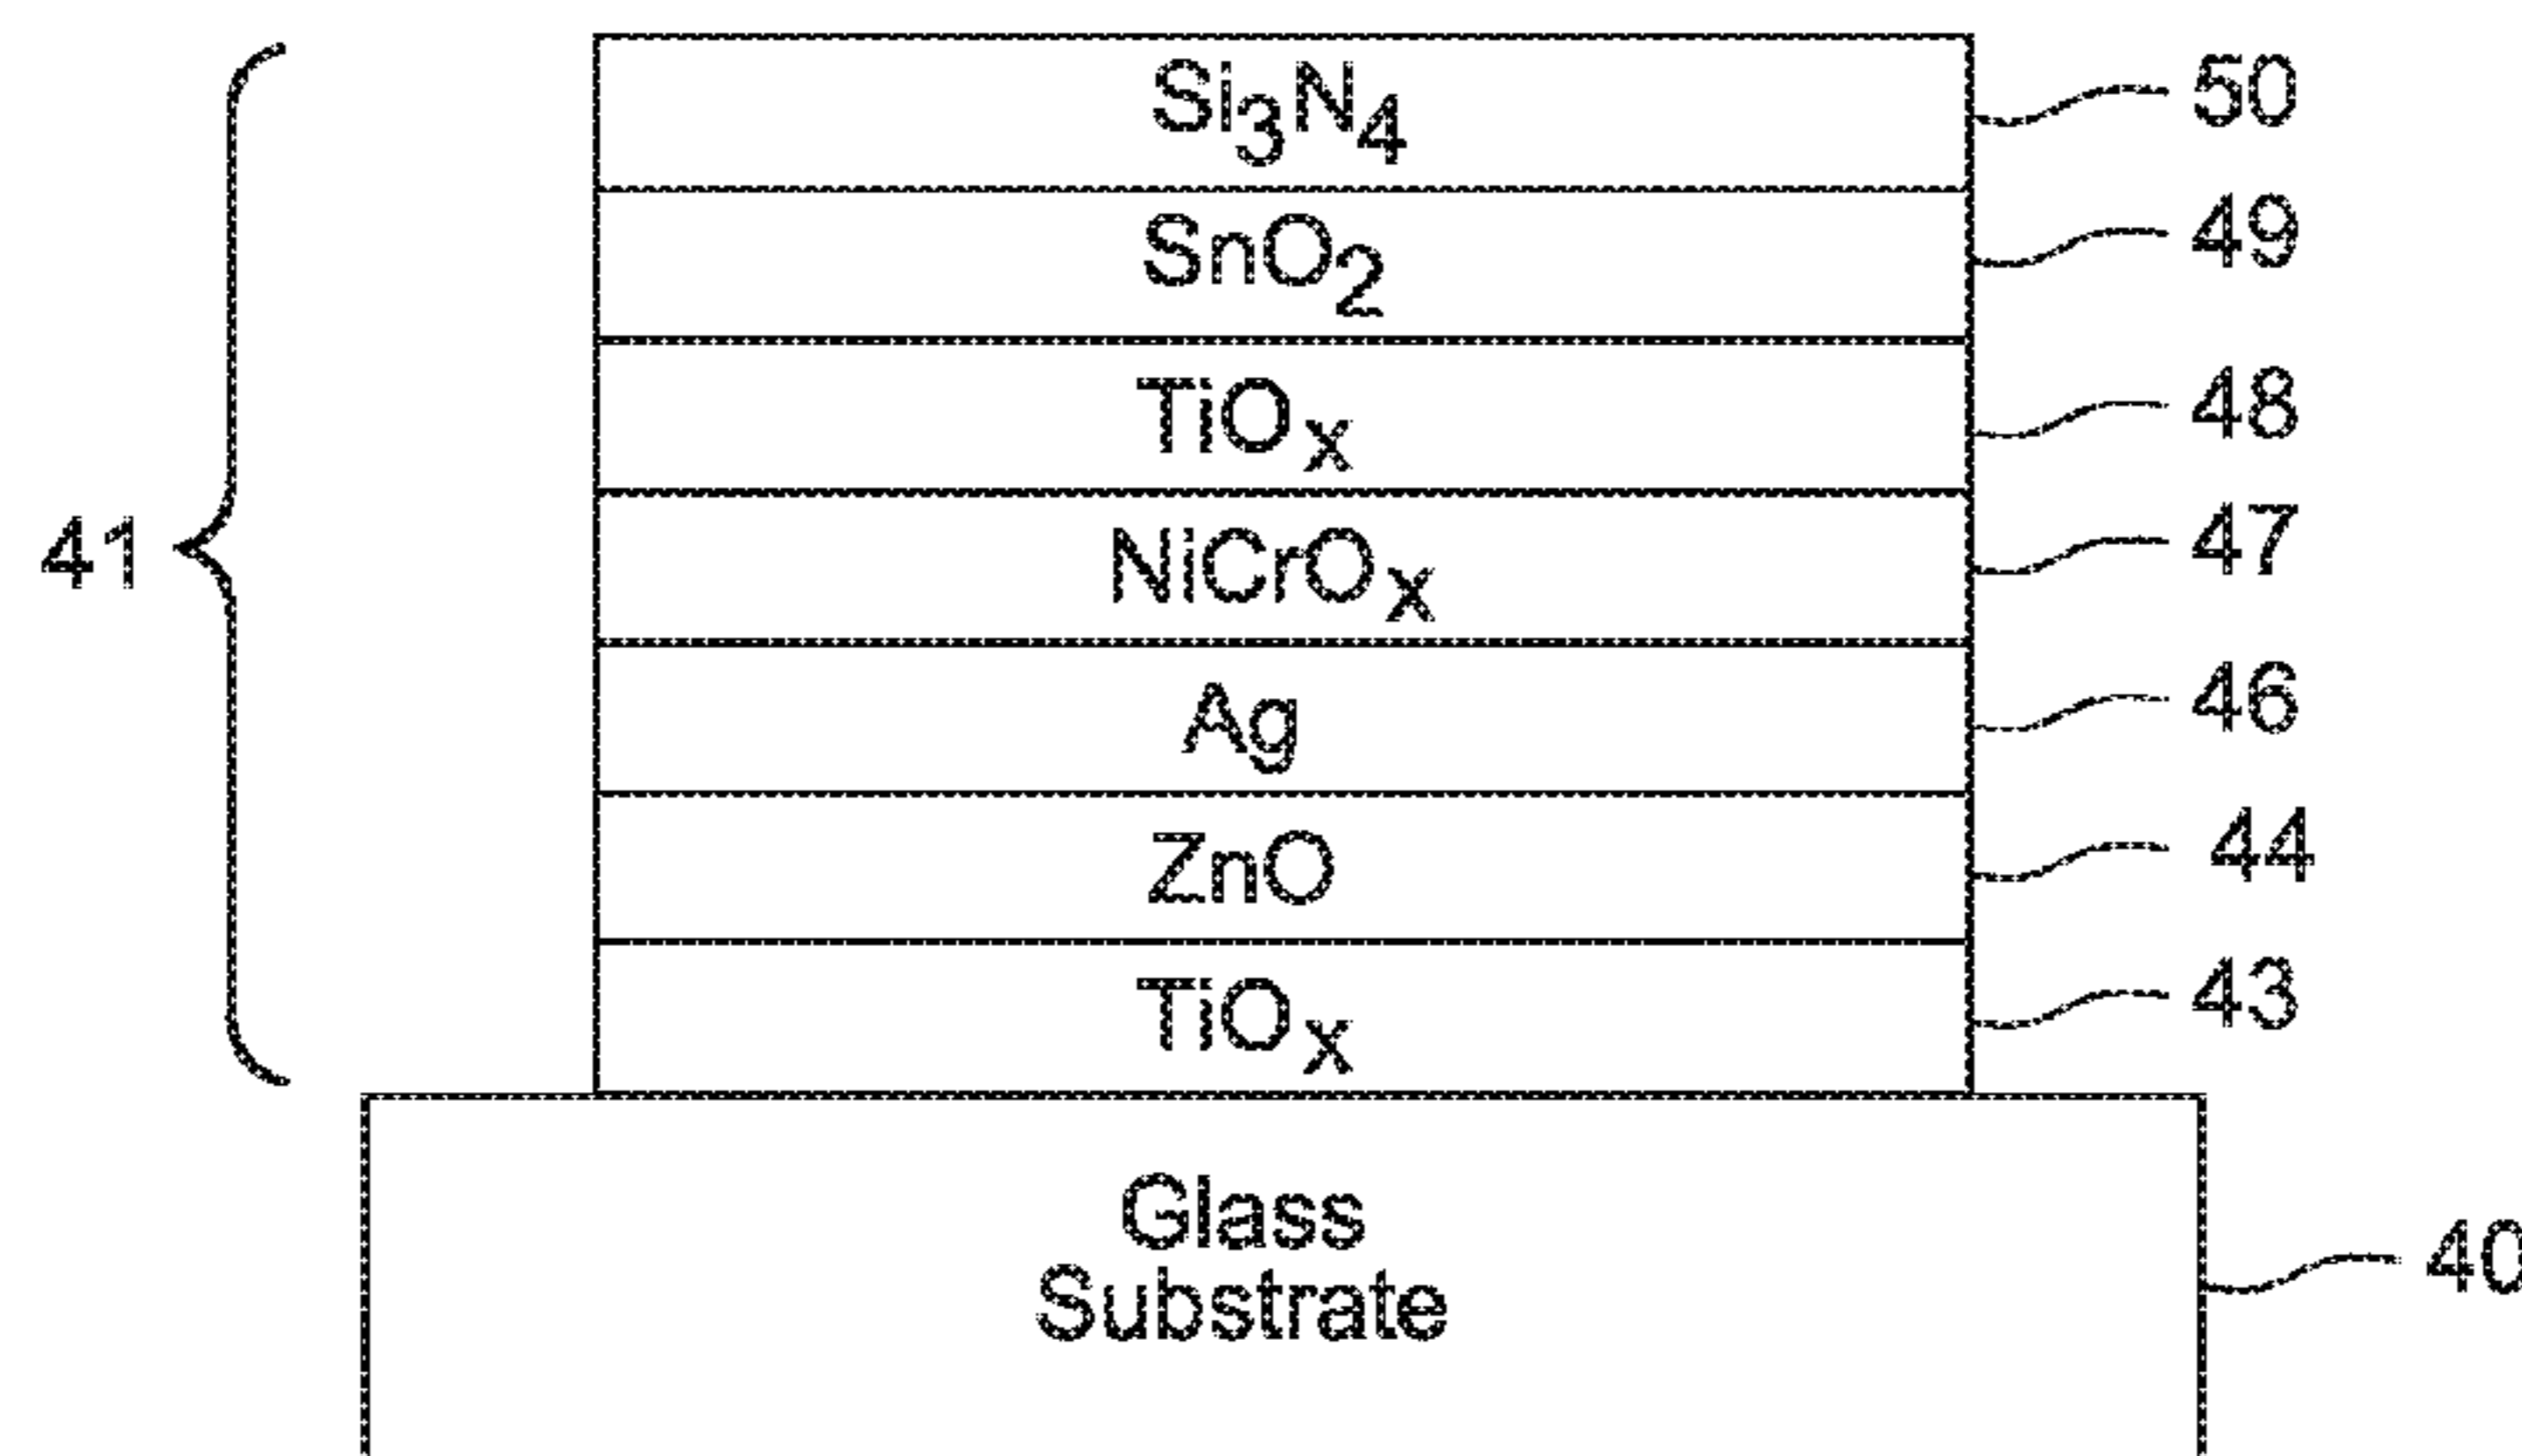 Si3N4
50
SnO2
49
TiOx
48
41
NiCrOx
47
Ag
46
ZnO
44
TiOx
43
Glass
Substrate
40